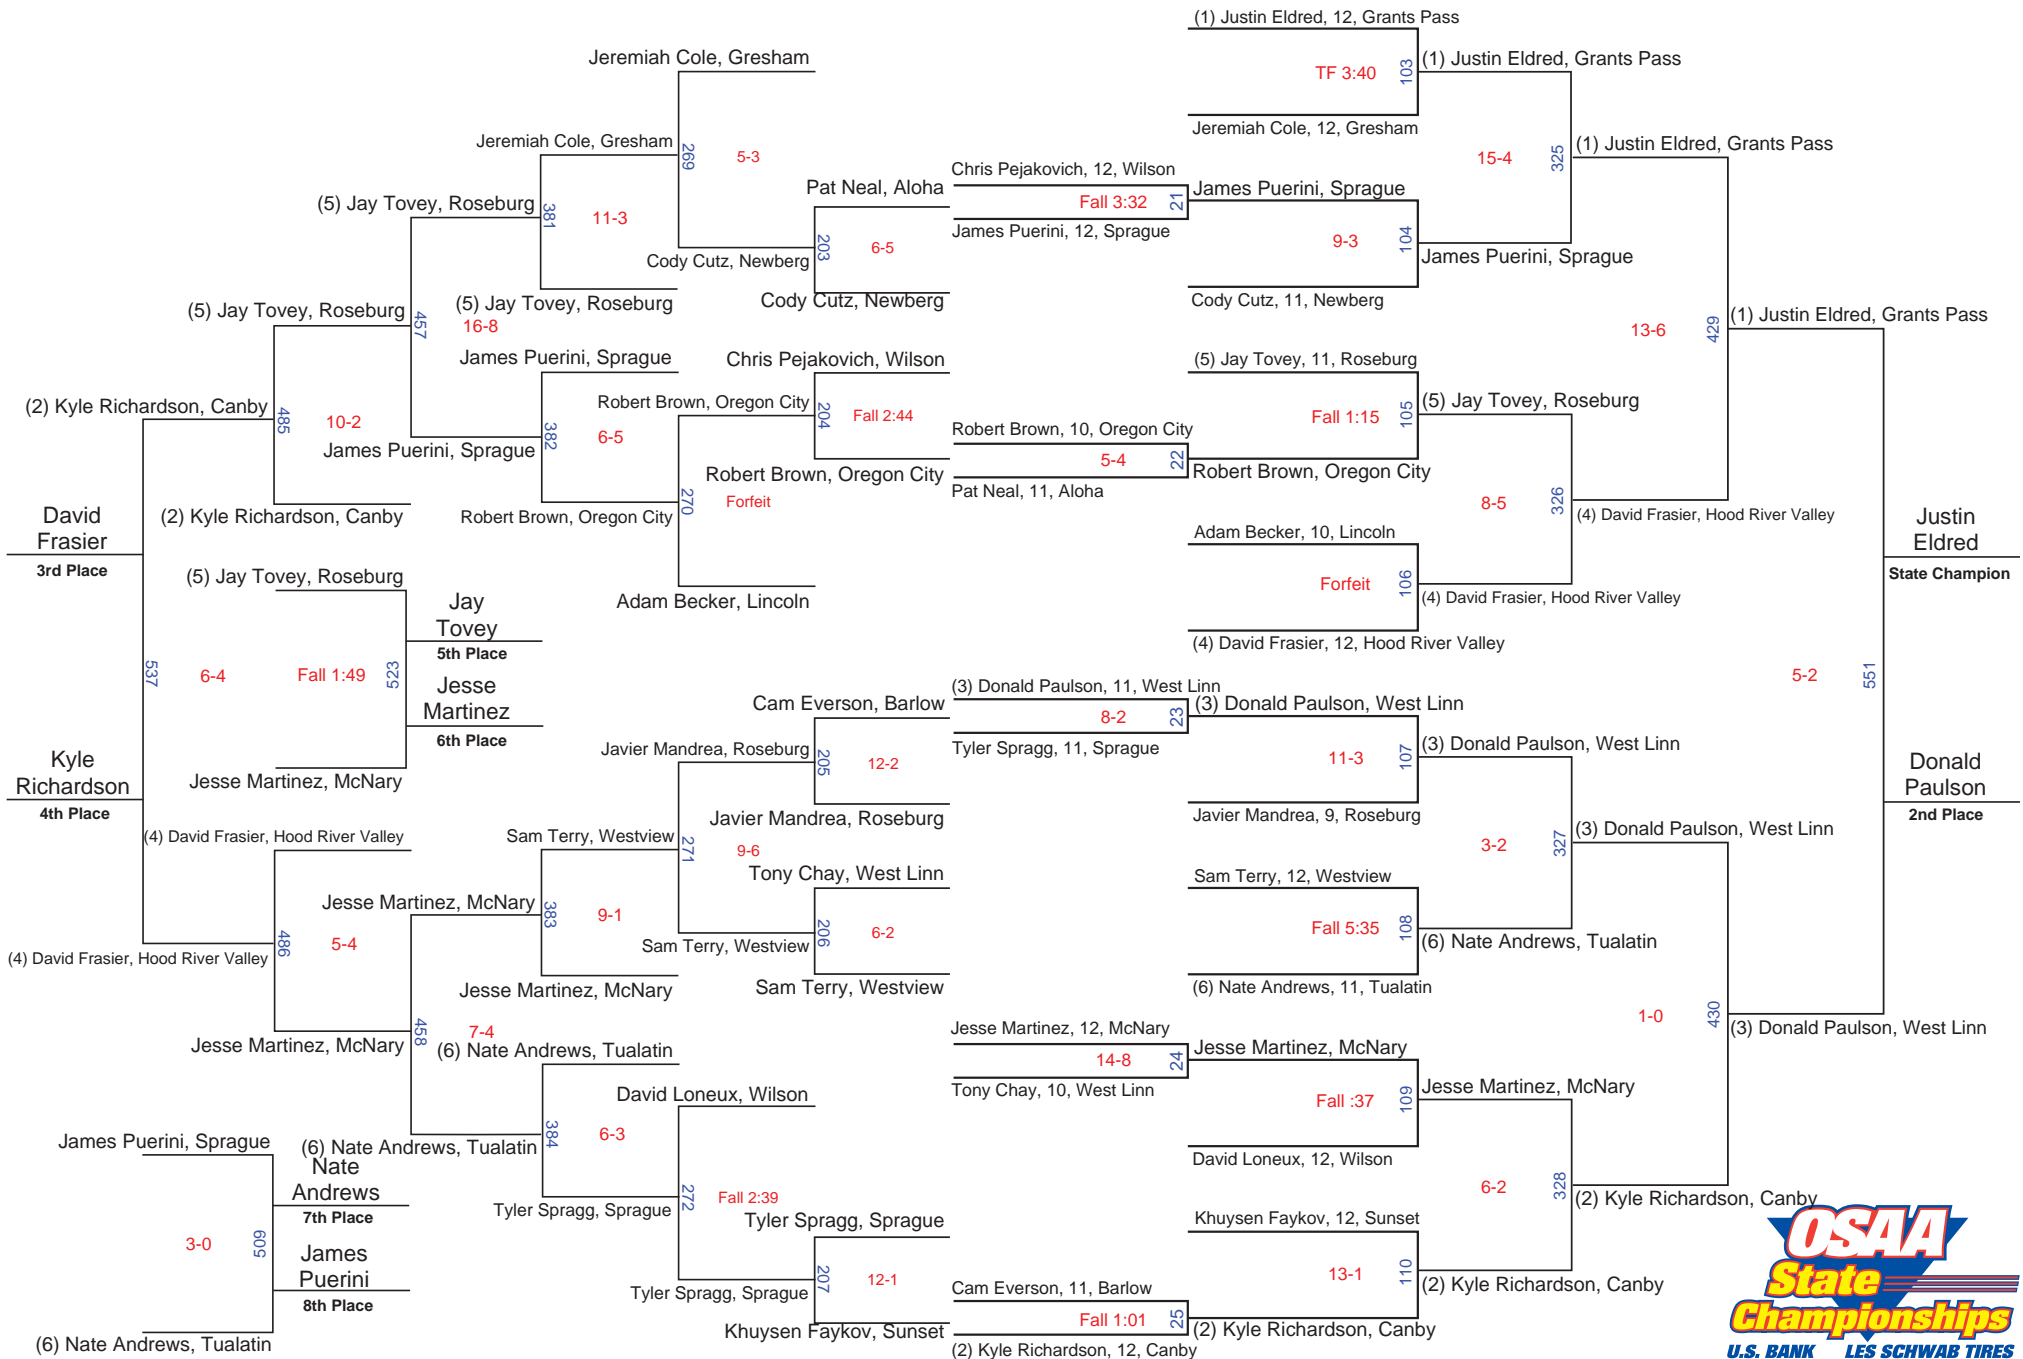 (1) Justin Eldred, 12, Grants Pass
TF 3:40
103
Jeremiah Cole, 12, Gresham
(1) Justin Eldred, Grants Pass
15-4
325
(1) Justin Eldred, Grants Pass
Chris Pejakovich, 12, Wilson
Fall 3:32
21
James Puerini, 12, Sprague
James Puerini, Sprague
9-3
104
Cody Cutz, 11, Newberg
James Puerini, Sprague
13-6
429
(1) Justin Eldred, Grants Pass
(5) Jay Tovey, 11, Roseburg
Fall 1:15
105
(5) Jay Tovey, Roseburg
Robert Brown, 10, Oregon City
5-4
22
Pat Neal, 11, Aloha
Robert Brown, Oregon City
8-5
326
(4) David Frasier, Hood River Valley
Adam Becker, 10, Lincoln
Forfeit
106
(4) David Frasier, Hood River Valley
(4) David Frasier, 12, Hood River Valley
Justin
Eldred
State Champion
5-2
551
Donald
Paulson
2nd Place
(3) Donald Paulson, 11, West Linn
8-2
23
Tyler Spragg, 11, Sprague
(3) Donald Paulson, West Linn
11-3
107
Javier Mandrea, 9, Roseburg
(3) Donald Paulson, West Linn
3-2
327
(3) Donald Paulson, West Linn
Sam Terry, 12, Westview
Fall 5:35
108
(6) Nate Andrews, Tualatin
(6) Nate Andrews, 11, Tualatin
1-0
430
(3) Donald Paulson, West Linn
Jesse Martinez, 12, McNary
14-8
24
Tony Chay, 10, West Linn
Jesse Martinez, McNary
Fall :37
109
David Loneux, 12, Wilson
Jesse Martinez, McNary
6-2
328
(2) Kyle Richardson, Canby
Khuysen Faykov, 12, Sunset
13-1
110
(2) Kyle Richardson, Canby
Cam Everson, 11, Barlow
Fall 1:01
25
(2) Kyle Richardson, 12, Canby
(2) Kyle Richardson, Canby
Jeremiah Cole, Gresham
Jeremiah Cole, Gresham
269
5-3
Pat Neal, Aloha
203
6-5
Cody Cutz, Newberg
Cody Cutz, Newberg
(5) Jay Tovey, Roseburg
381
11-3
(5) Jay Tovey, Roseburg
(5) Jay Tovey, Roseburg
457
16-8
James Puerini, Sprague
Chris Pejakovich, Wilson
204
Fall 2:44
Robert Brown, Oregon City
Robert Brown, Oregon City
382
6-5
James Puerini, Sprague
270
Forfeit
Robert Brown, Oregon City
Adam Becker, Lincoln
(2) Kyle Richardson, Canby
485
10-2
(2) Kyle Richardson, Canby
David
Frasier
3rd Place
(5) Jay Tovey, Roseburg
Fall 1:49
523
Jesse Martinez, McNary
Jay
Tovey
5th Place
Jesse
Martinez
6th Place
537
6-4
Kyle
Richardson
4th Place
Cam Everson, Barlow
205
12-2
Javier Mandrea, Roseburg
Javier Mandrea, Roseburg
271
9-6
Tony Chay, West Linn
206
6-2
Sam Terry, Westview
Sam Terry, Westview
Sam Terry, Westview
383
9-1
Jesse Martinez, McNary
Jesse Martinez, McNary
(4) David Frasier, Hood River Valley
486
5-4
(4) David Frasier, Hood River Valley
Jesse Martinez, McNary
458
7-4
(6) Nate Andrews, Tualatin
384
6-3
(6) Nate Andrews, Tualatin
David Loneux, Wilson
272
Fall 2:39
Tyler Spragg, Sprague
Tyler Spragg, Sprague
207
12-1
Tyler Spragg, Sprague
Khuysen Faykov, Sunset
James Puerini, Sprague
3-0
509
(6) Nate Andrews, Tualatin
Nate
Andrews
7th Place
James
Puerini
8th Place
OSAA
State
Championships
U.S. BANK LES SCHWAB TIRES